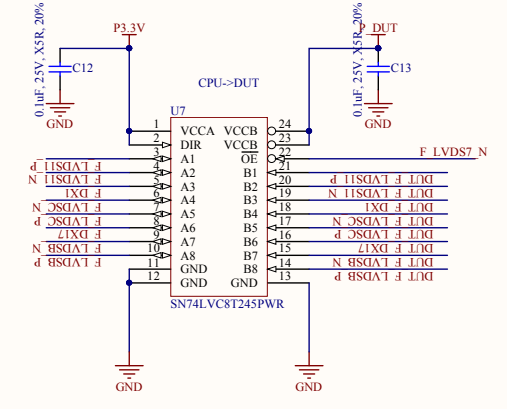 P3.3V
P_DUT
0.1uF, 25V, X5R, 20%
C12
GND
0.1uF, 25V, X5R, 20%
C13
GND
CPU->DUT
U7
1 VCCA VCCB 24
2 DIR VCCB 23
3 A1 OE 22 F_LVDS7_N
F_LVDS11_P 4 A2 B1 21 DUT_F_LVDS11_P
F_LVDS11_N 5 A3 B2 20 DUT_F_LVDS11_N
F_DX1 6 A4 B3 19 DUT_F_DX1
F_LVDSC_N 7 A5 B4 18 DUT_F_LVDSC_N
F_LVDSC_P 8 A6 B5 17 DUT_F_LVDSC_P
F_DX17 9 A7 B6 16 DUT_F_DX17
F_LVDSB_N 10 A8 B7 15 DUT_F_LVDSB_N
F_LVDSB_P 11 GND B8 14 DUT_F_LVDSB_P
12 GND GND 13
SN74LVC8T245PWR
GND
GND